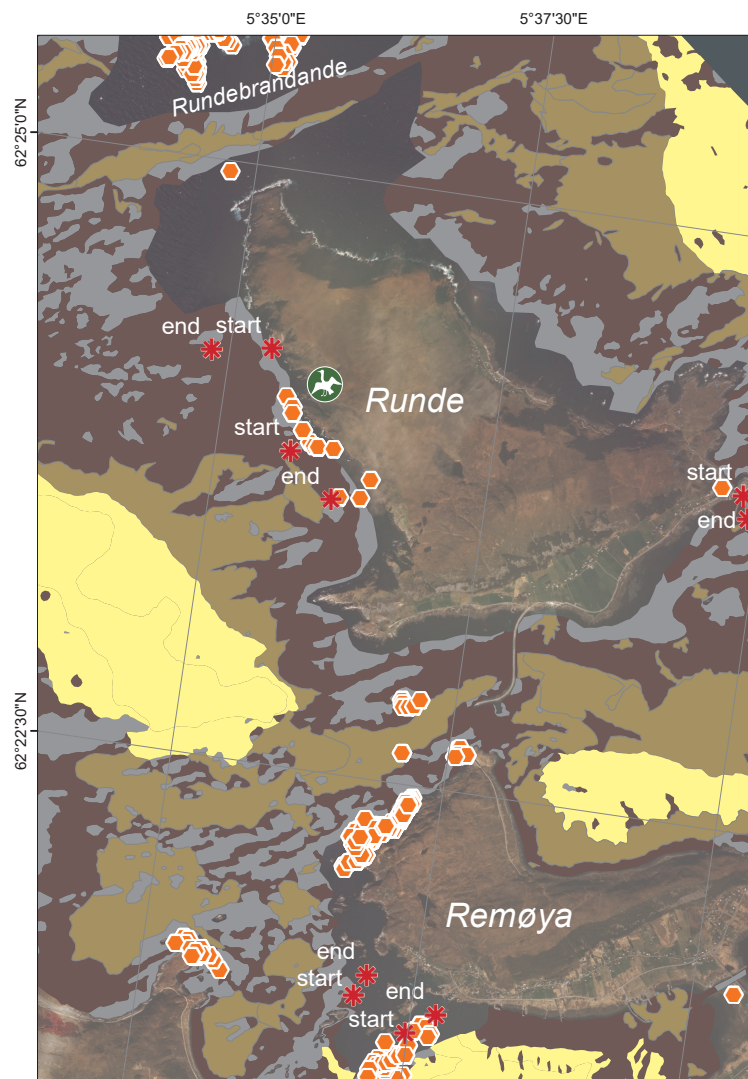 5°35'0"E
5°37'30"E
Rundebrandande
62°25'0"N
end
start
Runde
start
end
start
end
62°22'30"N
Remøya
end
start
end
start